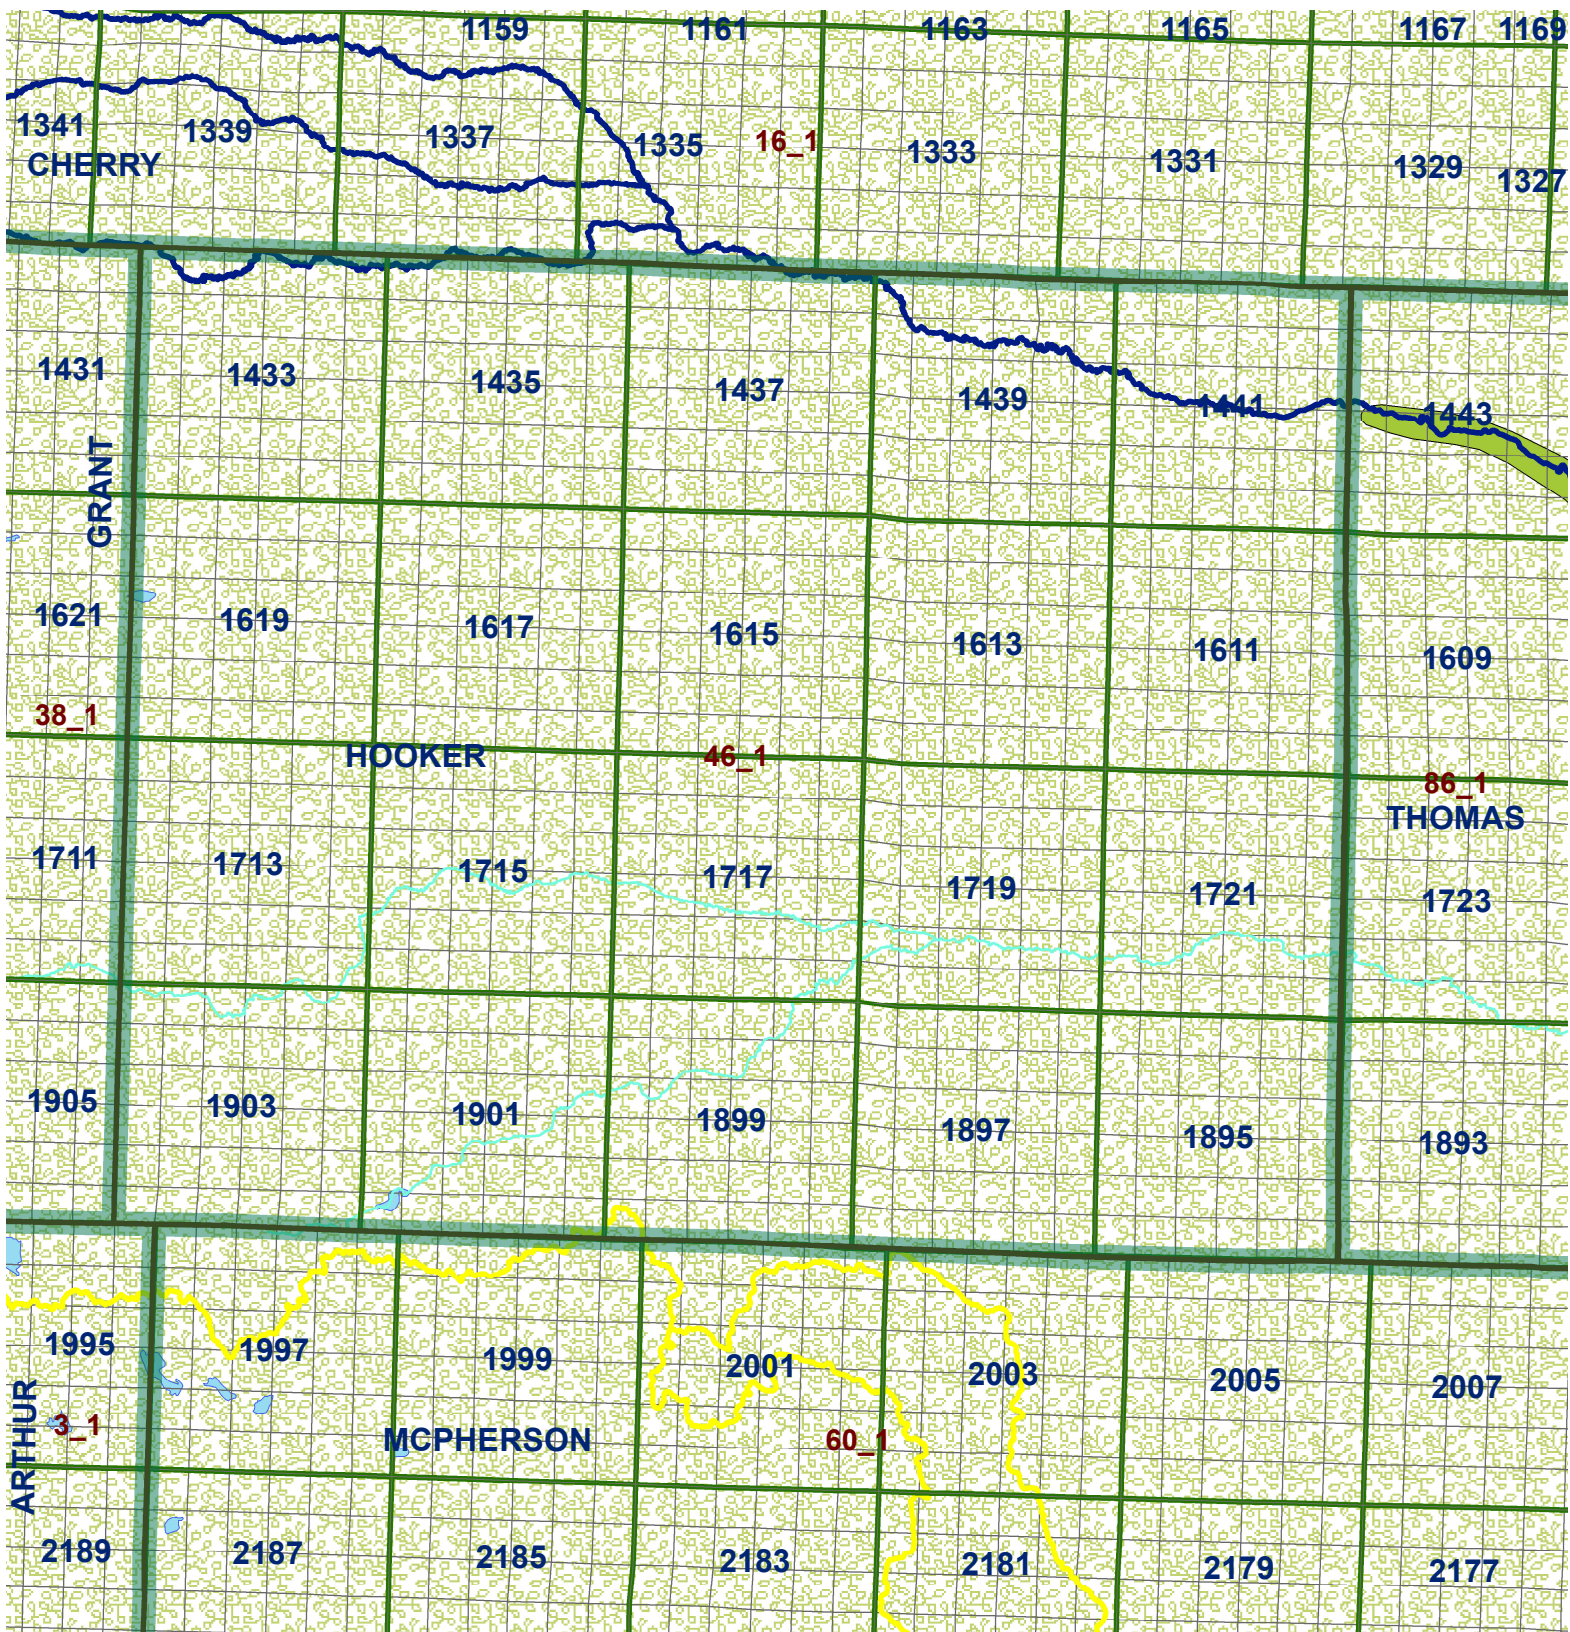 1159 1161 1163 1165 1167 1169
1341 1339 1337 1335 16_1 1333 1331 1329 1327
CHERRY
1431 1433 1435 1437 1439 1441 1443
GRANT
1621 1619 1617 1615 1613 1611 1609
38_1
HOOKER 46_1 86_1
THOMAS
1711 1713 1715 1717 1719 1721 1723
1905 1903 1901 1899 1897 1895 1893
1995 1997 1999 2001 2003 2005 2007
ARTHUR
3_1 MCPHERSON 60_1
2189 2187 2185 2183 2181 2179 2177